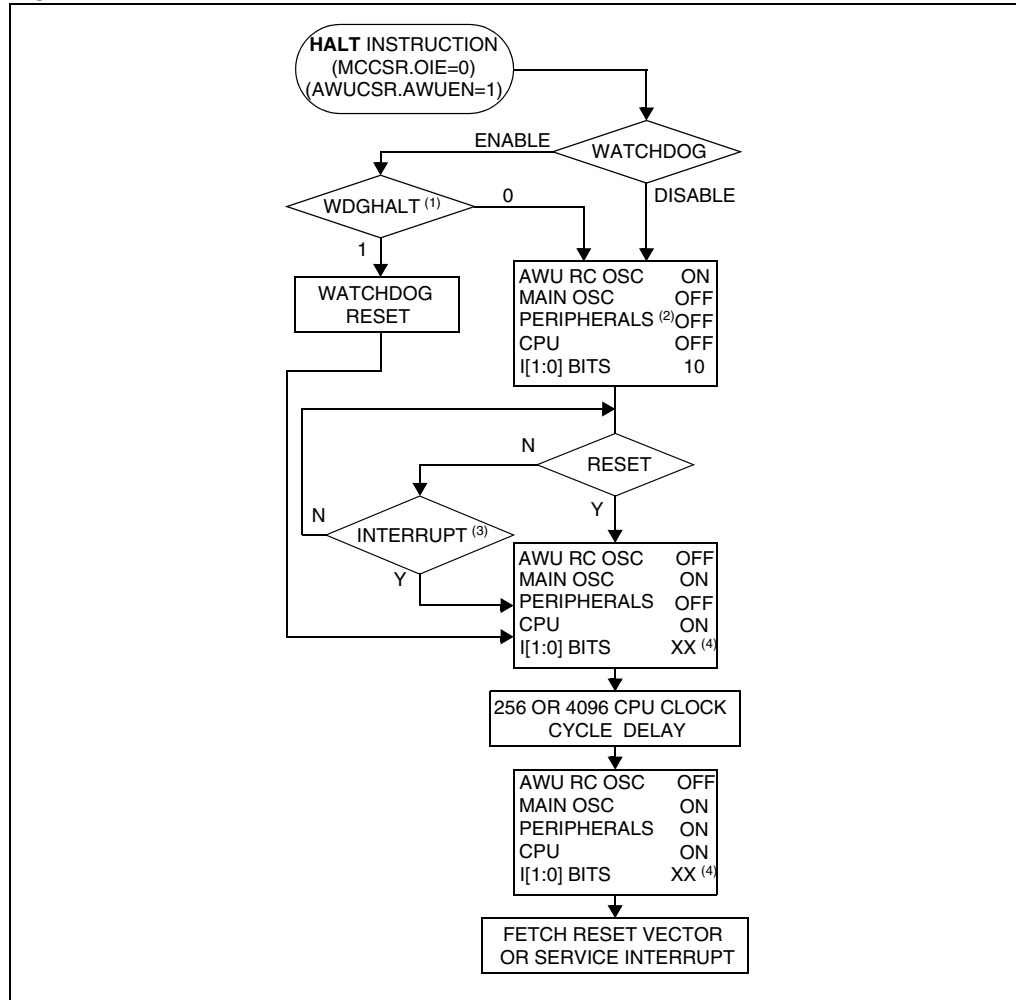 HALT INSTRUCTION
(MCCSR.OIE=0)
(AWUCSR.AWUEN=1)
ENABLE
WATCHDOG
DISABLE
WDGHALT (1)
0
1
WATCHDOG
RESET
AWU RC OSC ON
MAIN OSC OFF
PERIPHERALS (2) OFF
CPU OFF
I[1:0] BITS 10
N
RESET
Y
N
INTERRUPT (3)
Y
AWU RC OSC OFF
MAIN OSC ON
PERIPHERALS OFF
CPU ON
I[1:0] BITS XX (4)
256 OR 4096 CPU CLOCK
CYCLE DELAY
AWU RC OSC OFF
MAIN OSC ON
PERIPHERALS ON
CPU ON
I[1:0] BITS XX (4)
FETCH RESET VECTOR
OR SERVICE INTERRUPT